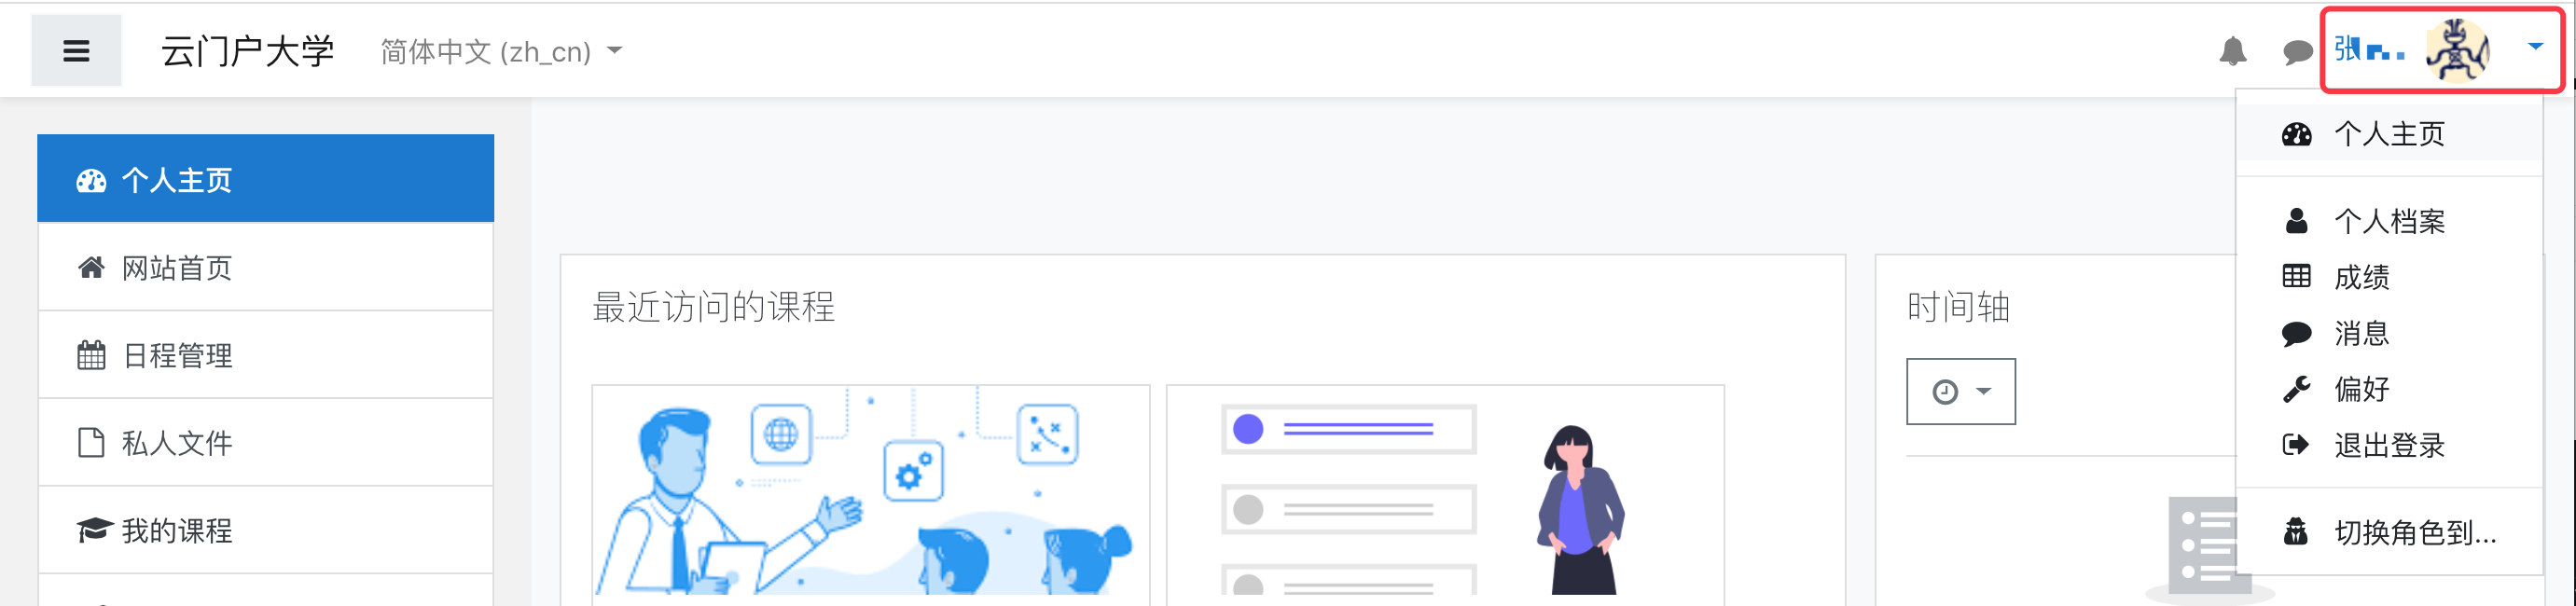 云门户大学 简体中文 (zh_cn)
张
个人主页
网站首页
日程管理
私人文件
我的课程
最近访问的课程
时间轴
个人主页
个人档案
成绩
消息
偏好
退出登录
切换角色到...